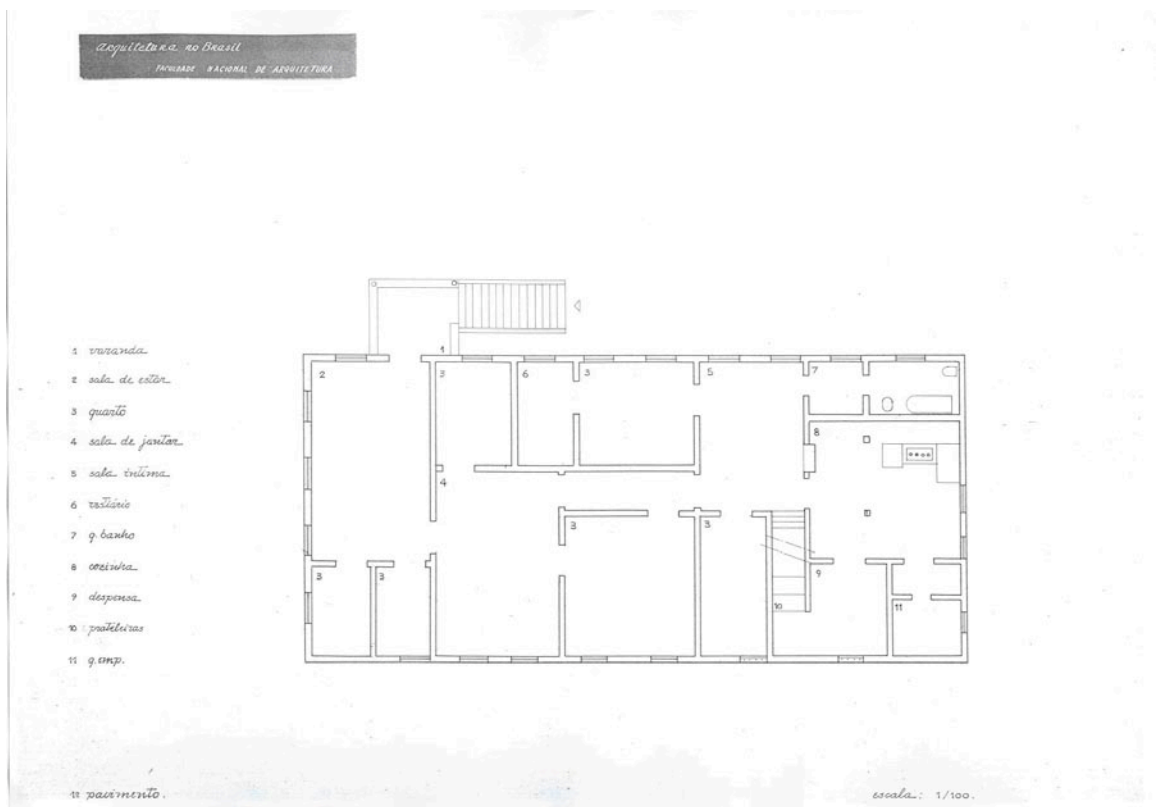 arquitetura no Brasil
FACULDADE NACIONAL DE ARQUITETURA
1 varanda
2 sala de estar
3 quarto
4 sala de jantar
5 sala íntima
6 vestiário
7 q. banho
8 cozinha
9 despensa
10 prateleiras
11 q. emp.
1
2
3
6
3
5
7
8
4
3
3
3
3
9
10
11
pavimento.
escala: 1/100.